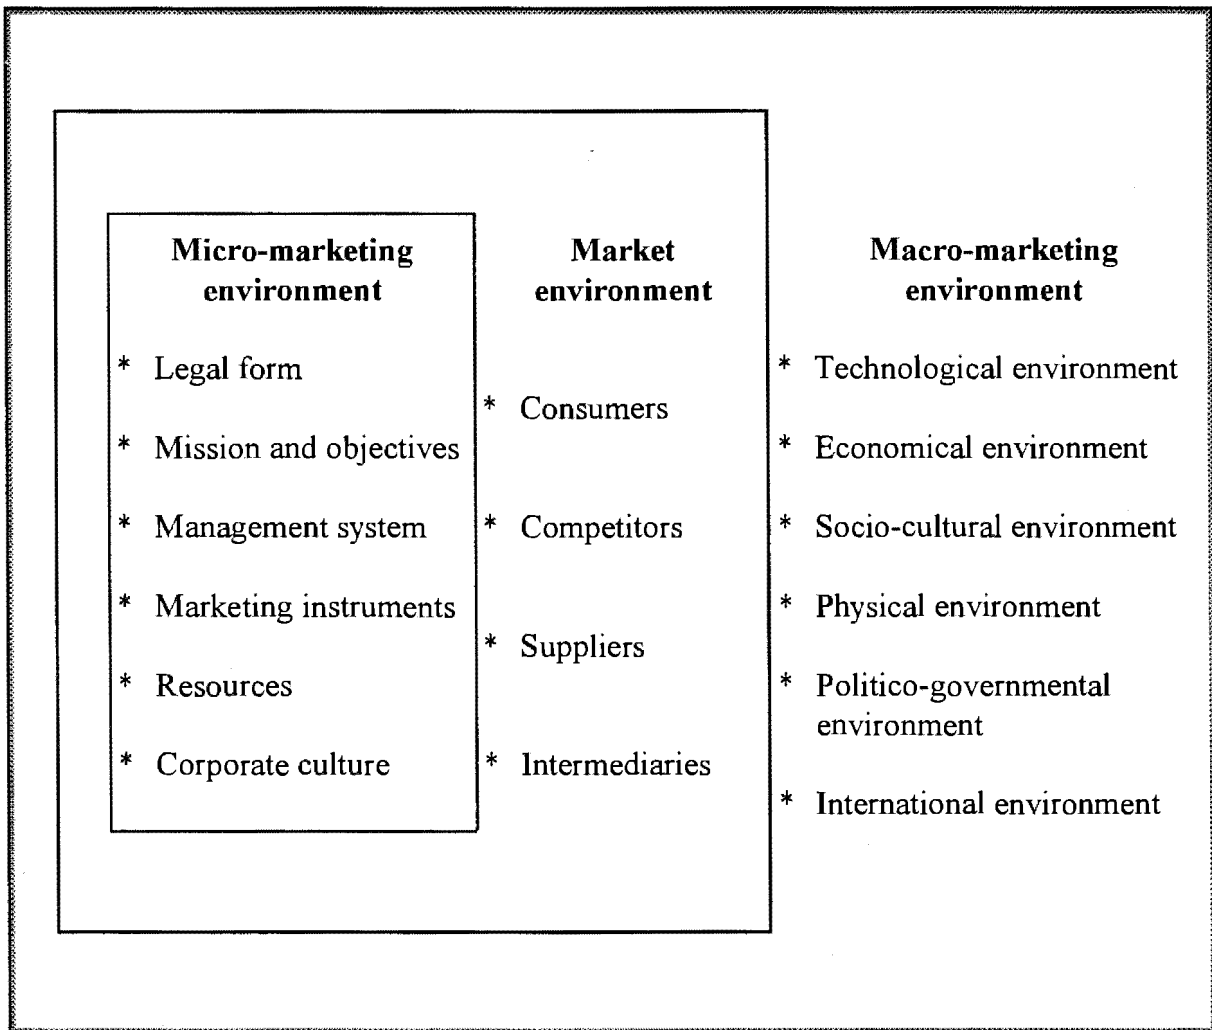 Micro-marketing
environment
* Legal form
* Mission and objectives
* Management system
* Marketing instruments
* Resources
* Corporate culture
Market
environment
* Consumers
* Competitors
* Suppliers
* Intermediaries
Macro-marketing
environment
* Technological environment
* Economical environment
* Socio-cultural environment
* Physical environment
* Politico-governmental
environment
* International environment